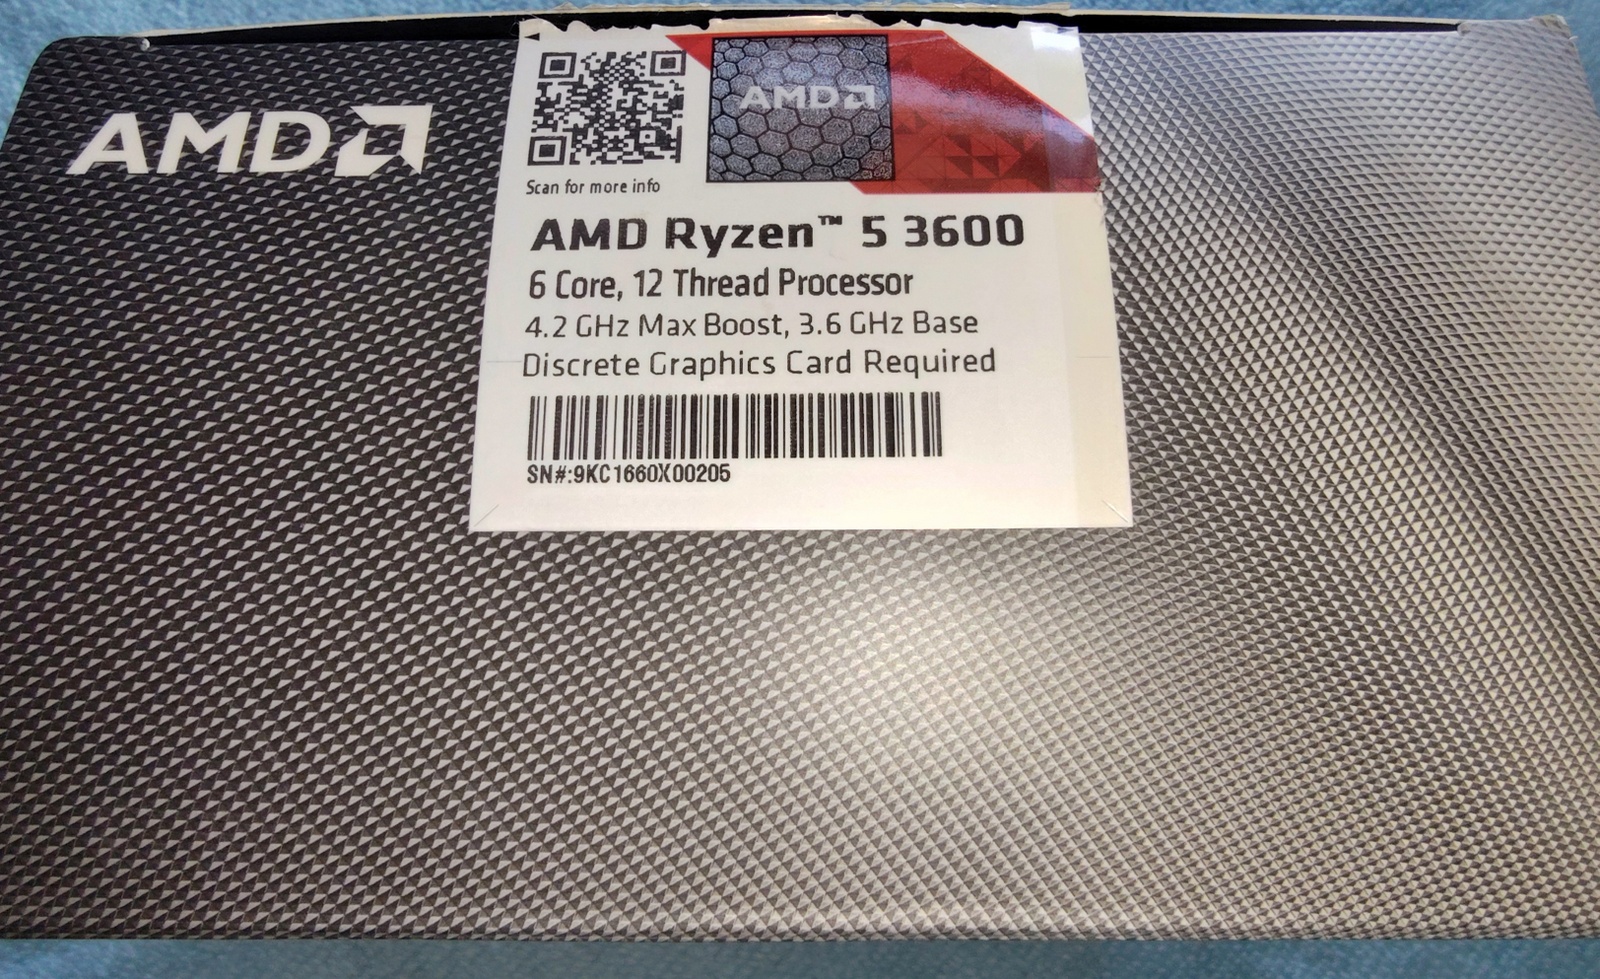 AMD
AMD
Scan for more info
AMD Ryzen™ 5 3600
6 Core, 12 Thread Processor
4.2 GHz Max Boost, 3.6 GHz Base
Discrete Graphics Card Required
SN#:9KC1660X00205